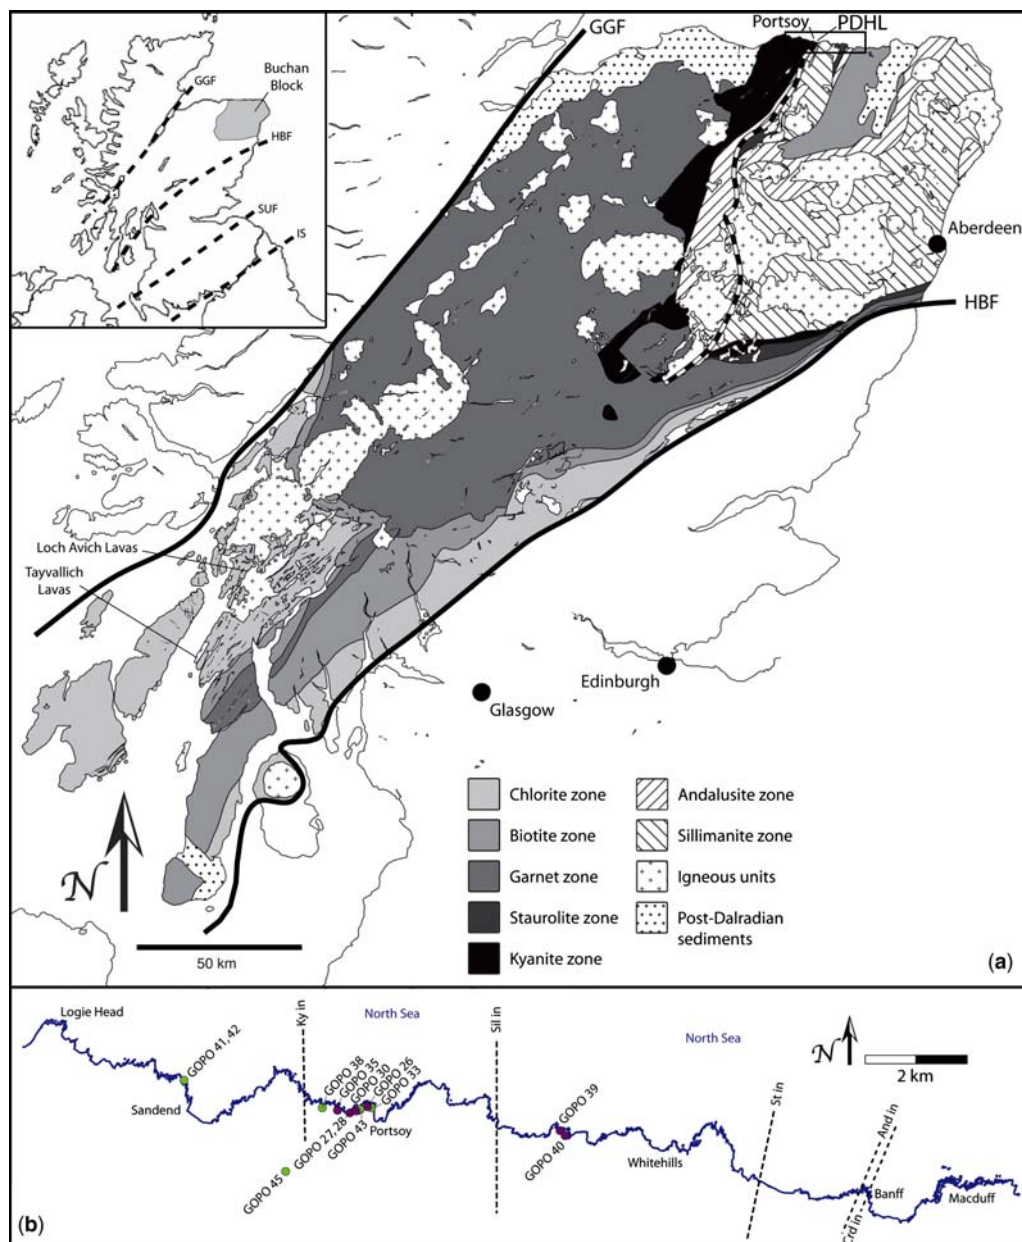 GGF
Buchan
Block
HBF
SUF
IS
GGF
Portsoy
PDHL
Aberdeen
HBF
Loch Avich Lavas
Tayvallich
Lavas
Edinburgh
Glasgow
N
50 km
Chlorite zone
Biotite zone
Garnet zone
Staurolite zone
Kyanite zone
Andalusite zone
Sillimanite zone
Igneous units
Post-Dalradian
sediments
(a)
Logie Head
GOPO 41, 42
Sandend
Ky in
North Sea
GOPO 38
GOPO 35
GOPO 30
GOPO 26
GOPO 33
GOPO 27, 28
GOPO 43
Portsoy
GOPO 45
Sil in
GOPO 39
GOPO 40
North Sea
Whitehills
St in
And in
Crd in
Banff
Macduff
N
2 km
(b)